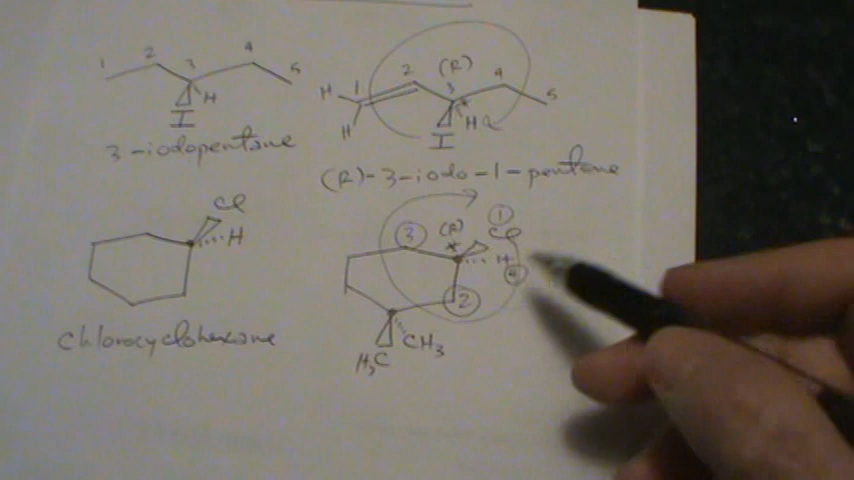 1 2 3 4 5
H
I
3-iodopentane
H 1 2 (R) 3 4 5
H
* H
I
(R)-3-iodo-1-pentene
Cl
H
chlorocyclohexane
3 (R) 1
* Cl
H
4
2
H3C CH3